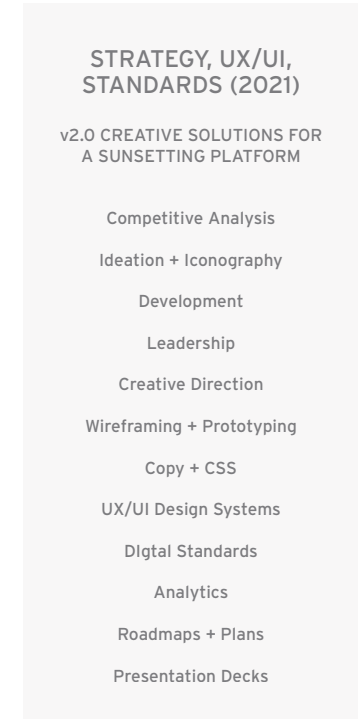 STRATEGY, UX/UI,
STANDARDS (2021)
v2.0 CREATIVE SOLUTIONS FOR
A SUNSETTING PLATFORM
Competitive Analysis
Ideation + Iconography
Development
Leadership
Creative Direction
Wireframing + Prototyping
Copy + CSS
UX/UI Design Systems
DIgtal Standards
Analytics
Roadmaps + Plans
Presentation Decks